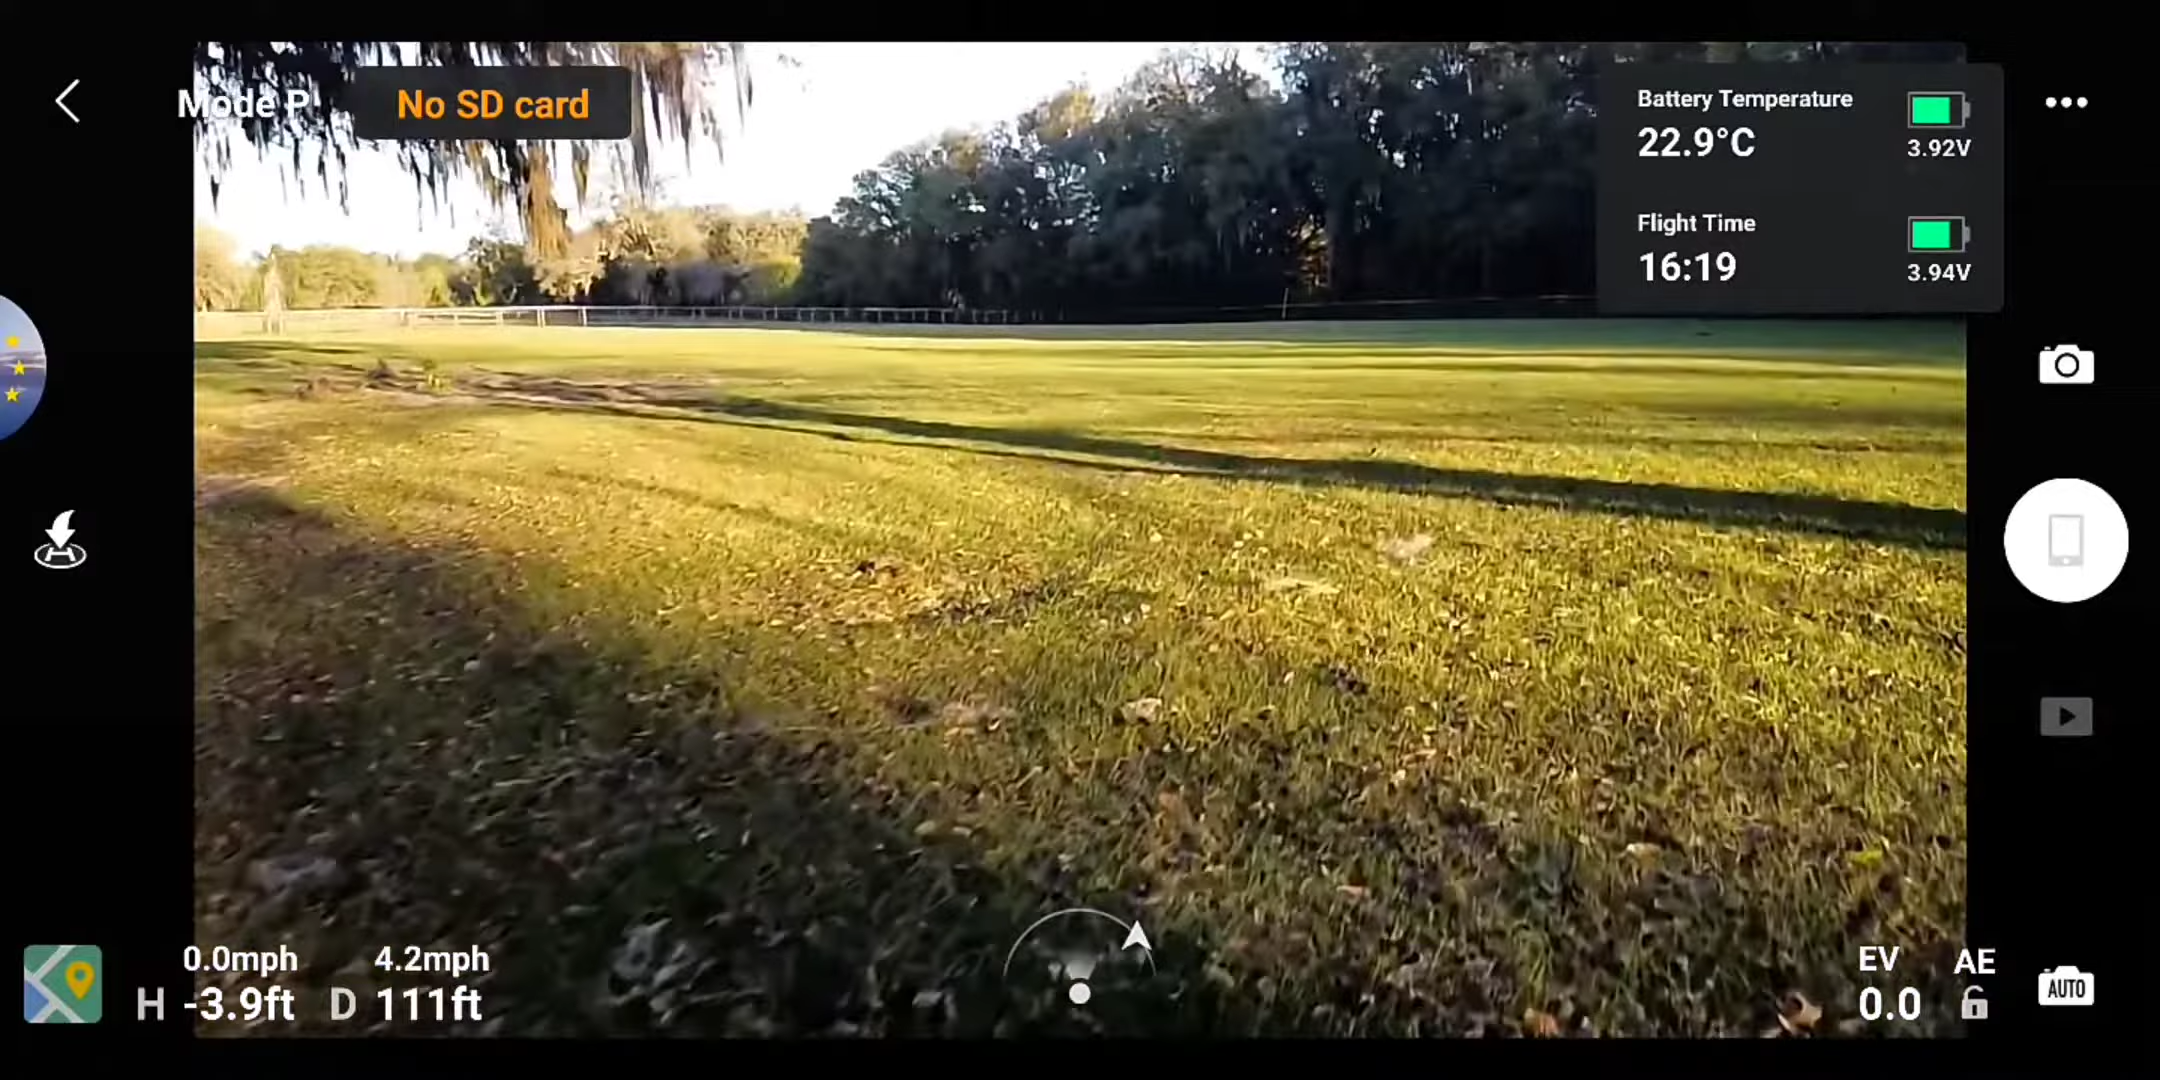 Mode P
No SD card
Battery Temperature
22.9°C
3.92V
Flight Time
16:19
3.94V
0.0mph 4.2mph
H -3.9ft D 111ft
EV AE
0.0
AUTO